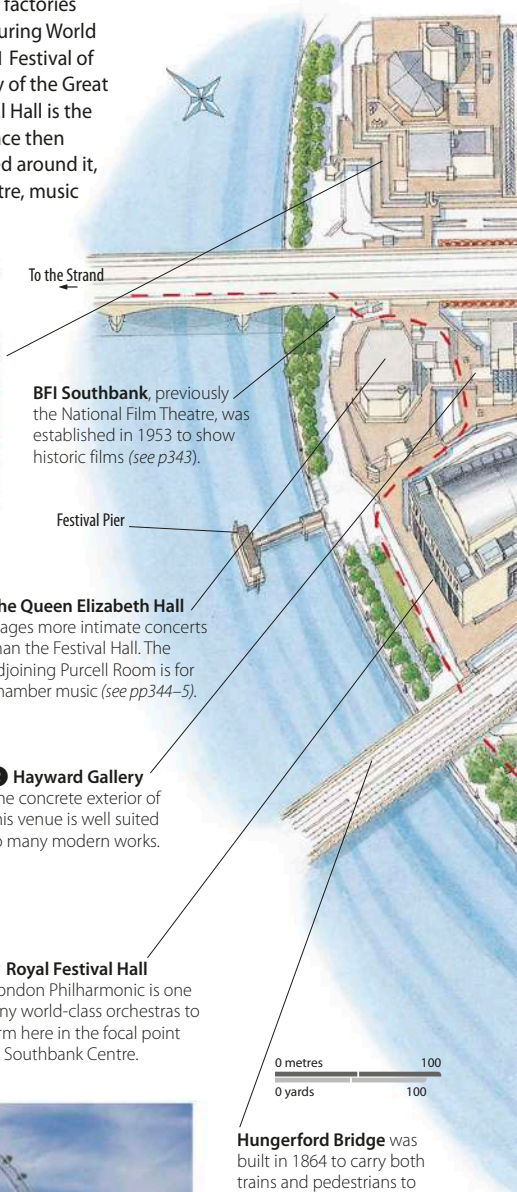 factories
uring World
Festival of
y of the Great
l Hall is the
nce then
ed around it,
tre, music
To the Strand
BFI Southbank, previously
the National Film Theatre, was
established in 1953 to show
historic films (see p343).
Festival Pier
he Queen Elizabeth Hall
ages more intimate concerts
han the Festival Hall. The
djoining Purcell Room is for
hamber music (see pp344–5).
Hayward Gallery
he concrete exterior of
his venue is well suited
o many modern works.
Royal Festival Hall
ondon Philharmonic is one
ny world-class orchestras to
rm here in the focal point
Southbank Centre.
0 metres 100
0 yards 100
Hungerford Bridge was
built in 1864 to carry both
trains and pedestrians to